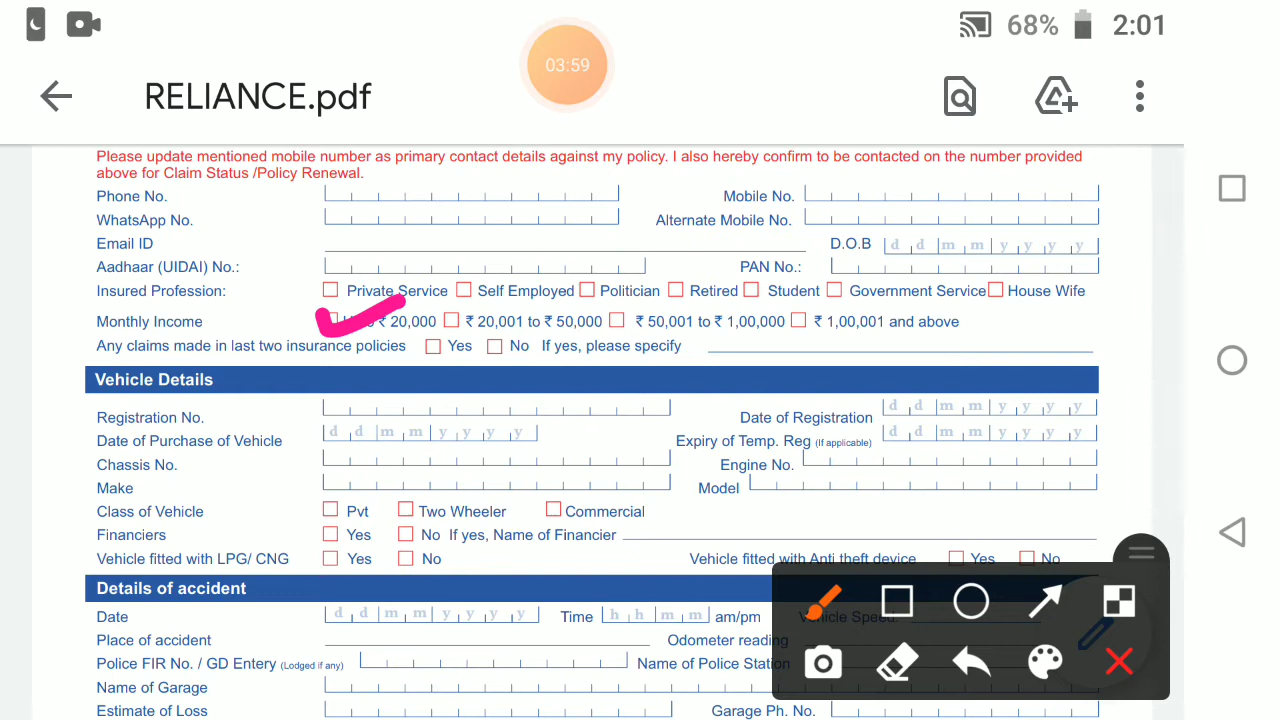 68% 2:01
03:59
RELIANCE.pdf
Please update mentioned mobile number as primary contact details against my policy. I also hereby confirm to be contacted on the number provided
above for Claim Status /Policy Renewal.
Phone No. Mobile No.
WhatsApp No. Alternate Mobile No.
Email ID D.O.B d d m m y y y y
Aadhaar (UIDAI) No.: PAN No.:
Insured Profession: Private Service Self Employed Politician Retired Student Government Service House Wife
Monthly Income ₹ 20,000 ₹ 20,001 to ₹ 50,000 ₹ 50,001 to ₹ 1,00,000 ₹ 1,00,001 and above
Any claims made in last two insurance policies Yes No If yes, please specify
Vehicle Details
Registration No. Date of Registration d d m m y y y y
Date of Purchase of Vehicle d d m m y y y y Expiry of Temp. Reg (If applicable) d d m m y y y y
Chassis No. Engine No.
Make Model
Class of Vehicle Pvt Two Wheeler Commercial
Financiers Yes No If yes, Name of Financier
Vehicle fitted with LPG/ CNG Yes No Vehicle fitted with Anti theft device Yes No
Details of accident
Date d d m m y y y y Time h h m m am/pm Vehicle Speed
Place of accident Odometer reading
Police FIR No. / GD Entery (Lodged if any) Name of Police Station
Name of Garage
Estimate of Loss Garage Ph. No.